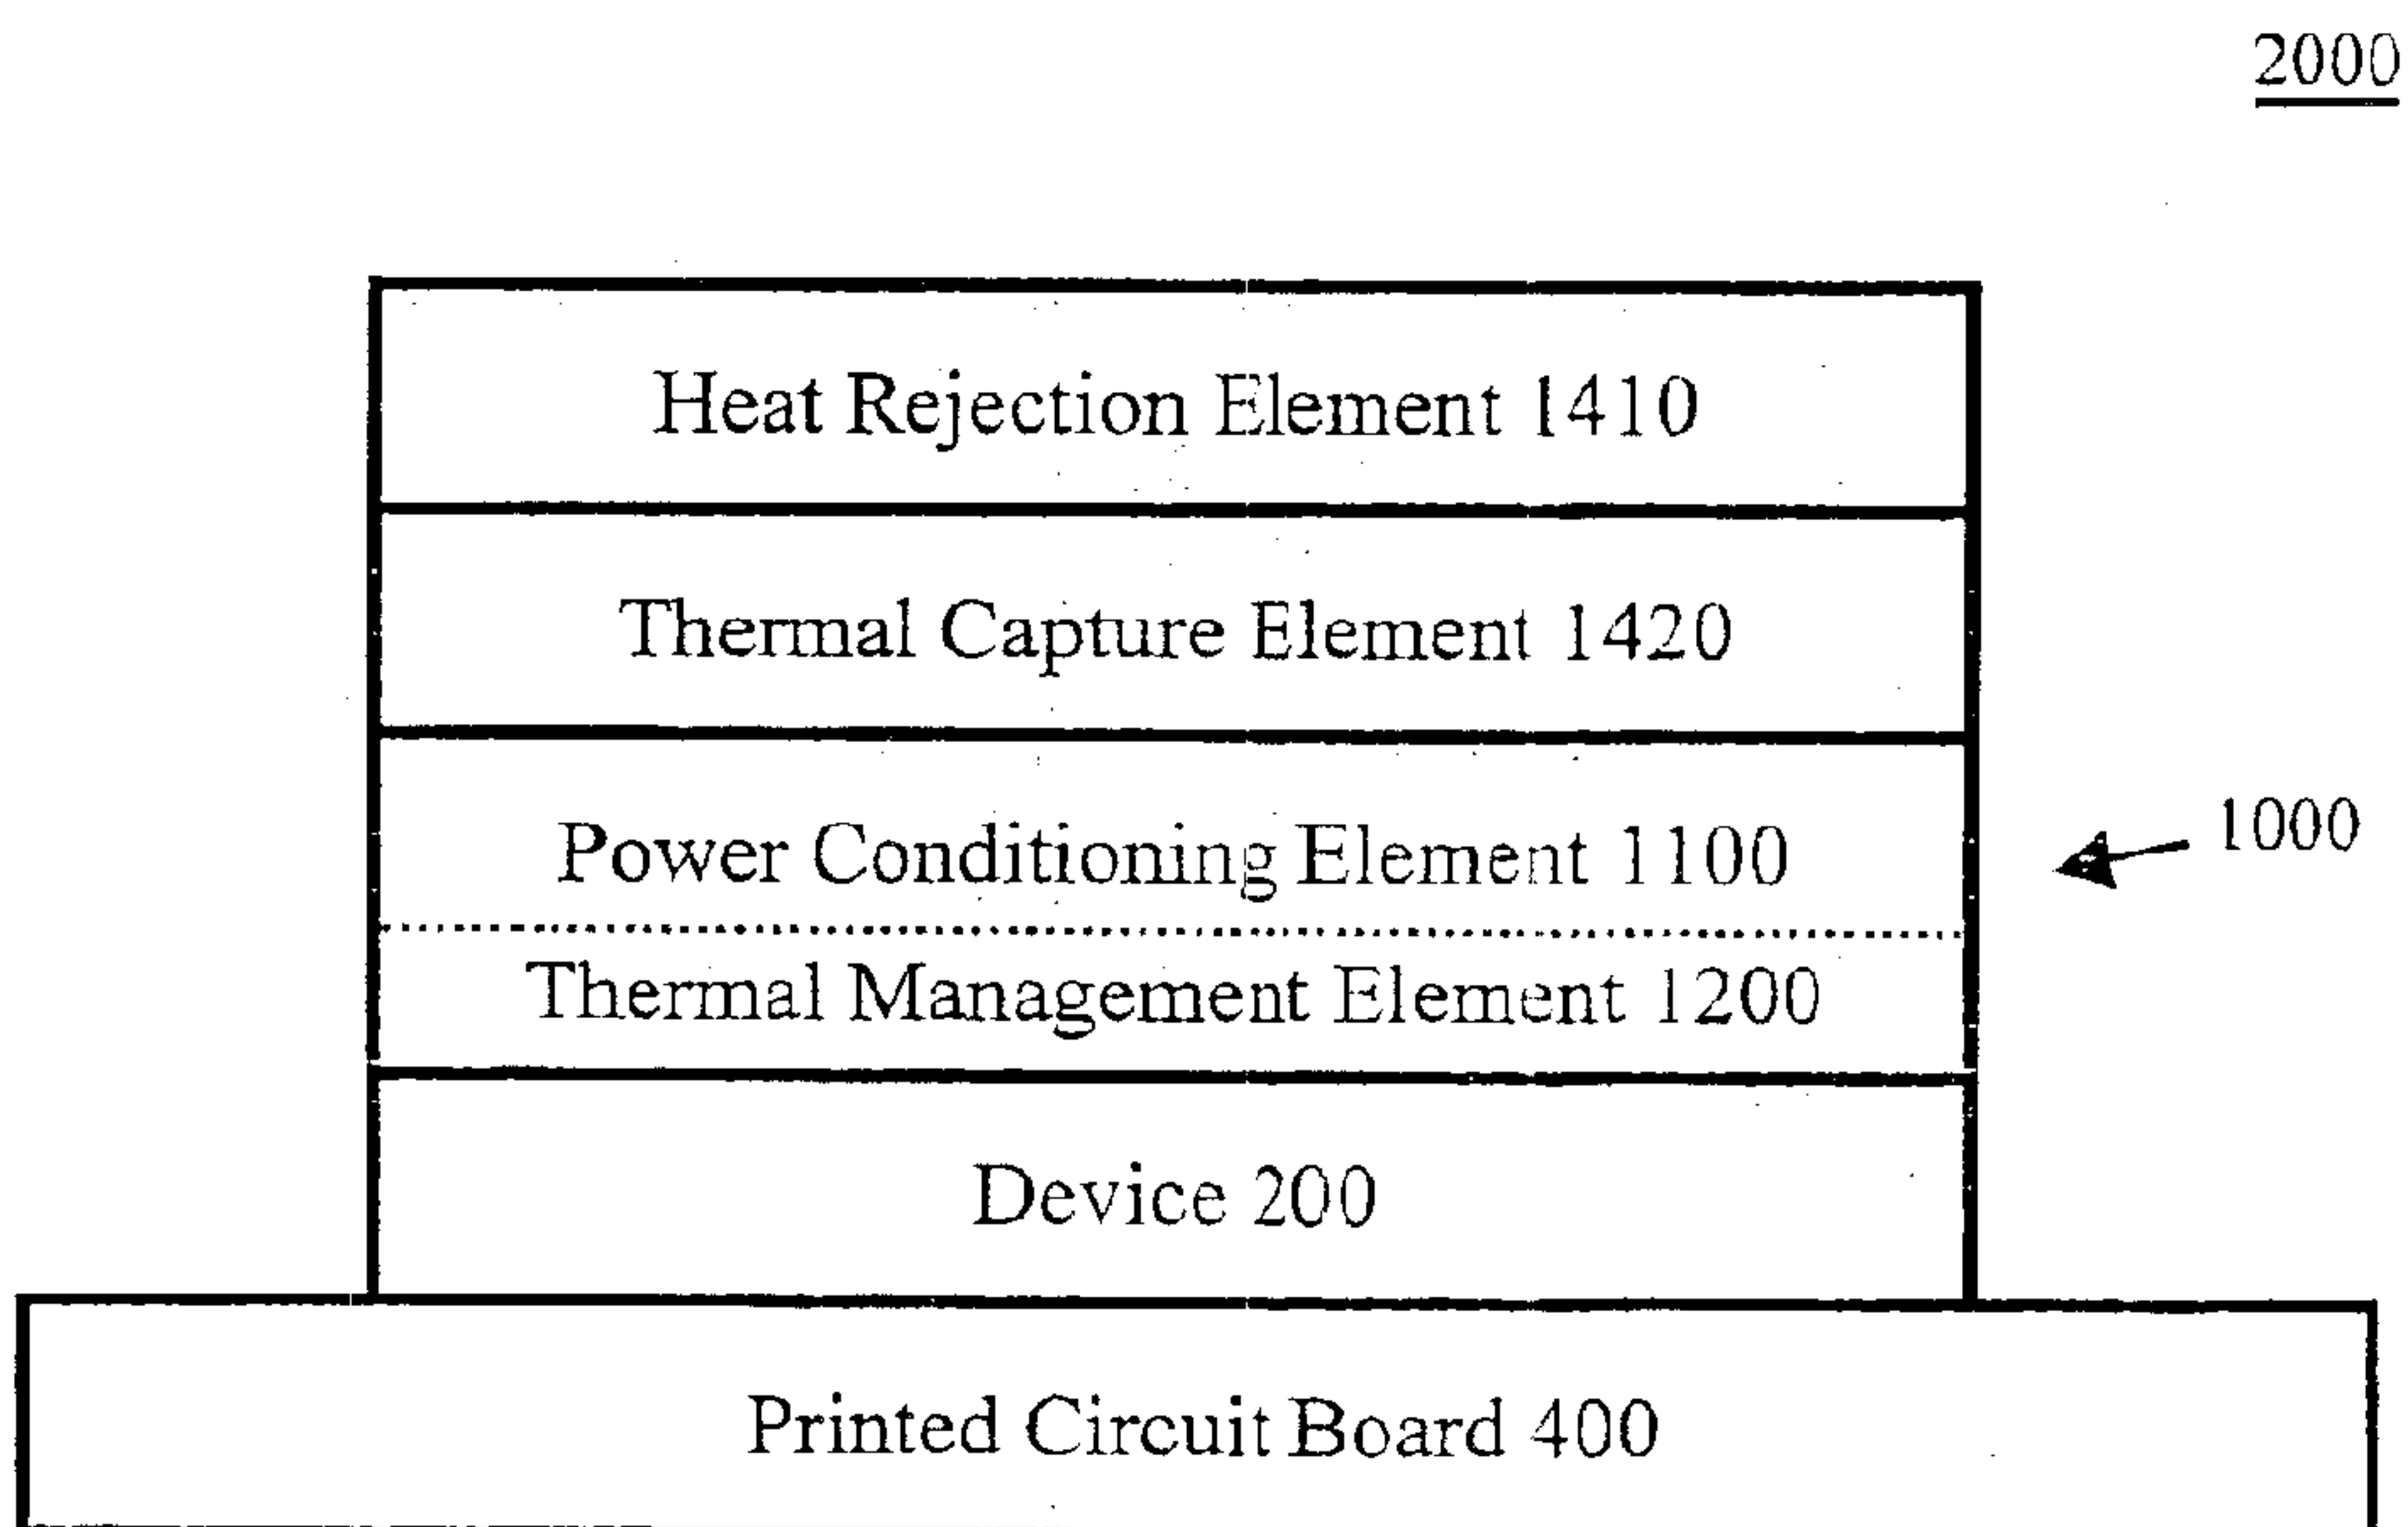 2000
Heat Rejection Element 1410
Thermal Capture Element 1420
Power Conditioning Element 1100
1000
Thermal Management Element 1200
Device 200
Printed Circuit Board 400